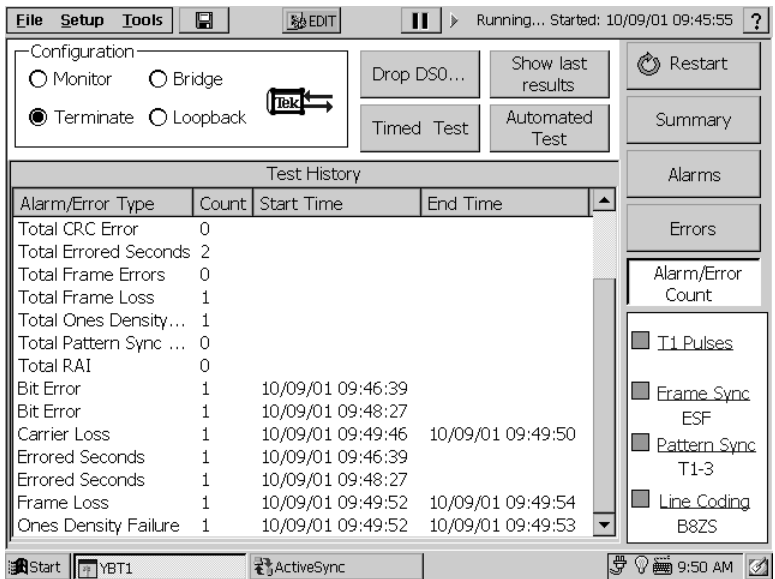 File Setup Tools EDIT Running... Started: 10/09/01 09:45:55 ?
Configuration
Monitor Bridge
Terminate Loopback
Tek
Drop DS0...
Show last results
Timed Test
Automated Test
Restart
Summary
Alarms
Errors
Alarm/Error Count
Test History
Alarm/Error Type Count Start Time End Time
Total CRC Error 0
Total Errored Seconds 2
Total Frame Errors 0
Total Frame Loss 1
Total Ones Density... 1
Total Pattern Sync ... 0
Total RAI 0
Bit Error 1 10/09/01 09:46:39
Bit Error 1 10/09/01 09:48:27
Carrier Loss 1 10/09/01 09:49:46 10/09/01 09:49:50
Errored Seconds 1 10/09/01 09:46:39
Errored Seconds 1 10/09/01 09:48:27
Frame Loss 1 10/09/01 09:49:52 10/09/01 09:49:54
Ones Density Failure 1 10/09/01 09:49:52 10/09/01 09:49:53
T1 Pulses
Frame Sync
ESF
Pattern Sync
T1-3
Line Coding
B8ZS
Start YBT1 ActiveSync 9:50 AM